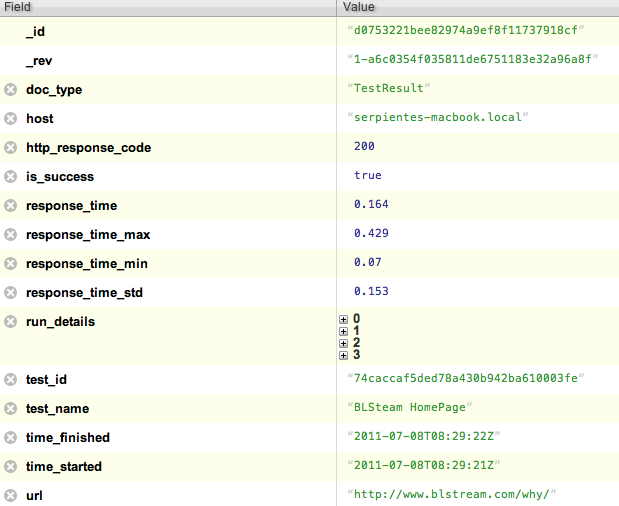 Field Value
_id "d0753221bee82974a9ef8f11737918cf"
_rev "1-a6c0354f035811de6751183e32a96a8f"
doc_type "TestResult"
host "serpientes-macbook.local"
http_response_code 200
is_success true
response_time 0.164
response_time_max 0.429
response_time_min 0.07
response_time_std 0.153
run_details 0
1
2
3
test_id "74caccaf5ded78a430b942ba610003fe"
test_name "BLSteam HomePage"
time_finished "2011-07-08T08:29:22Z"
time_started "2011-07-08T08:29:21Z"
url "http://www.blstream.com/why/"